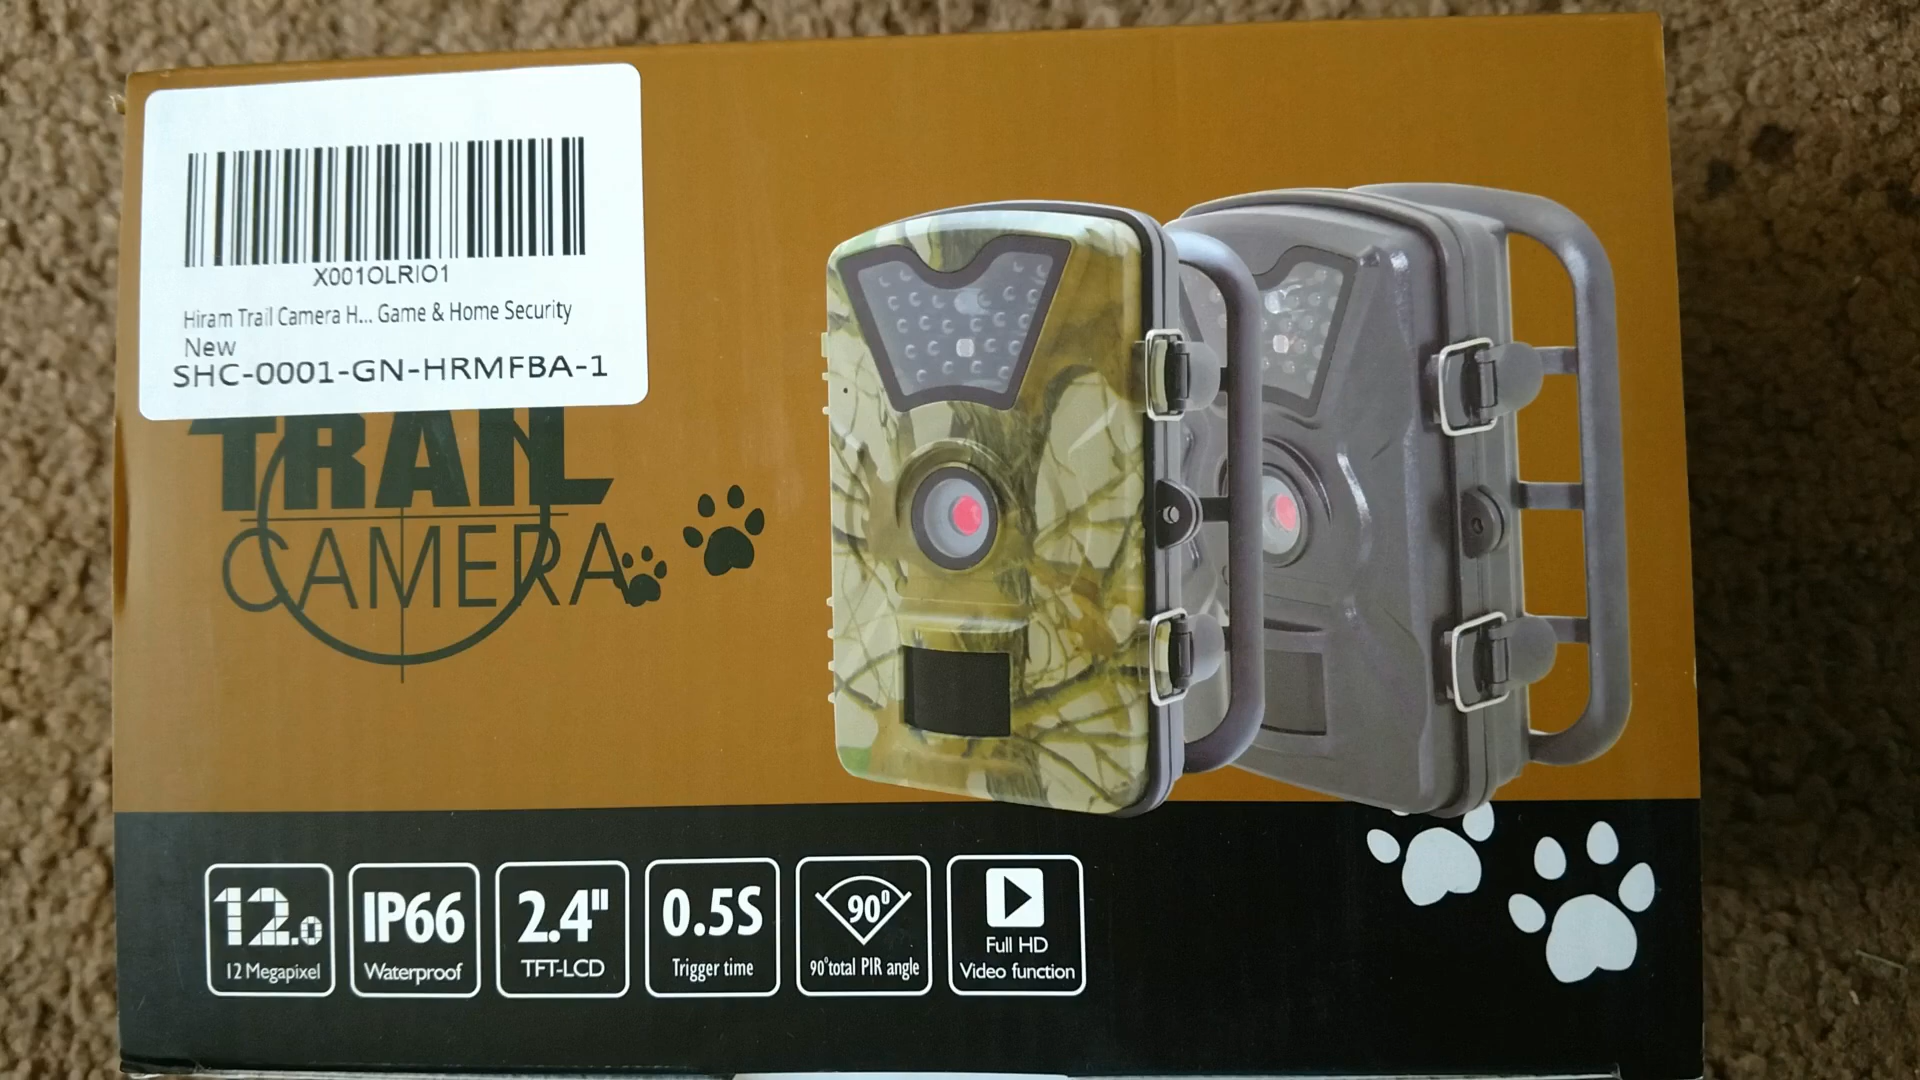 X001OLRIO1
Hiram Trail Camera H... Game & Home Security
New
SHC-0001-GN-HRMFBA-1
TRAIL
CAMERA
12.0
12 Megapixel
IP66
Waterproof
2.4"
TFT-LCD
0.5S
Trigger time
90°
90°total PIR angle
Full HD
Video function